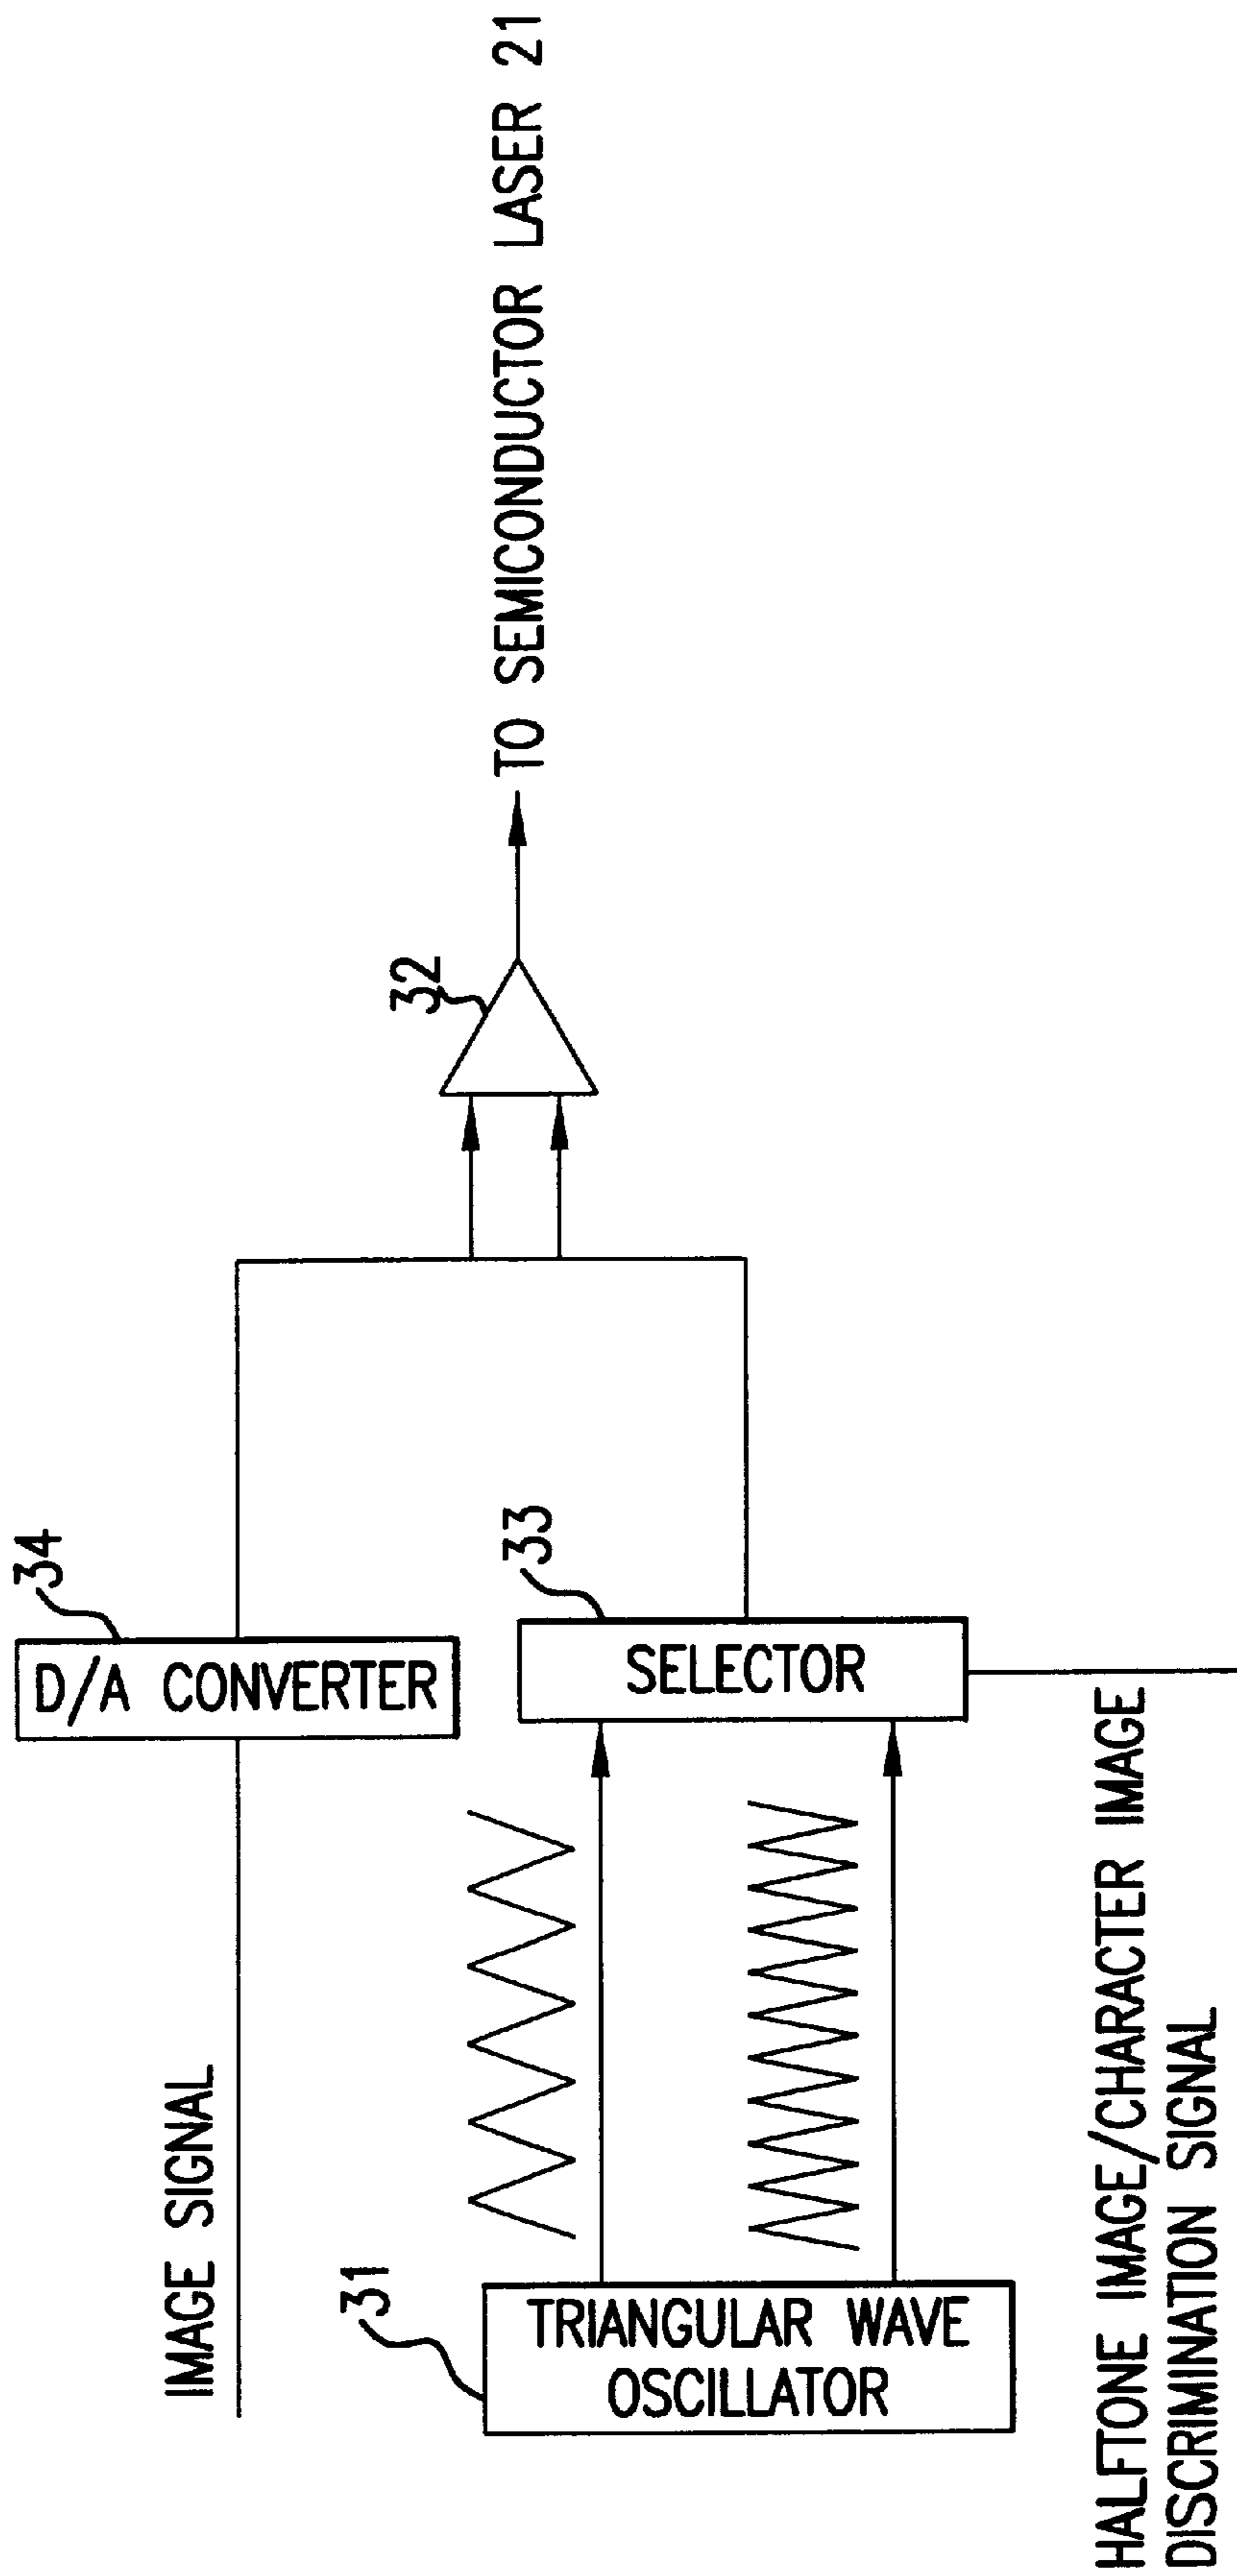 34
IMAGE SIGNAL
D/A CONVERTER
32
TO SEMICONDUCTOR LASER 21
31
TRIANGULAR WAVE
OSCILLATOR
33
SELECTOR
HALFTONE IMAGE/CHARACTER IMAGE
DISCRIMINATION SIGNAL